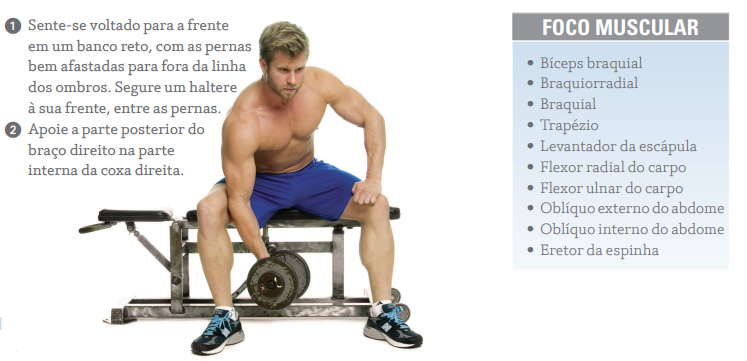 1 Sente-se voltado para a frente
em um banco reto, com as pernas
bem afastadas para fora da linha
dos ombros. Segure um haltere
à sua frente, entre as pernas.
2 Apoie a parte posterior do
braço direito na parte
interna da coxa direita.
FOCO MUSCULAR
• Bíceps braquial
• Braquiorradial
• Braquial
• Trapézio
• Levantador da escápula
• Flexor radial do carpo
• Flexor ulnar do carpo
• Oblíquo externo do abdome
• Oblíquo interno do abdome
• Eretor da espinha